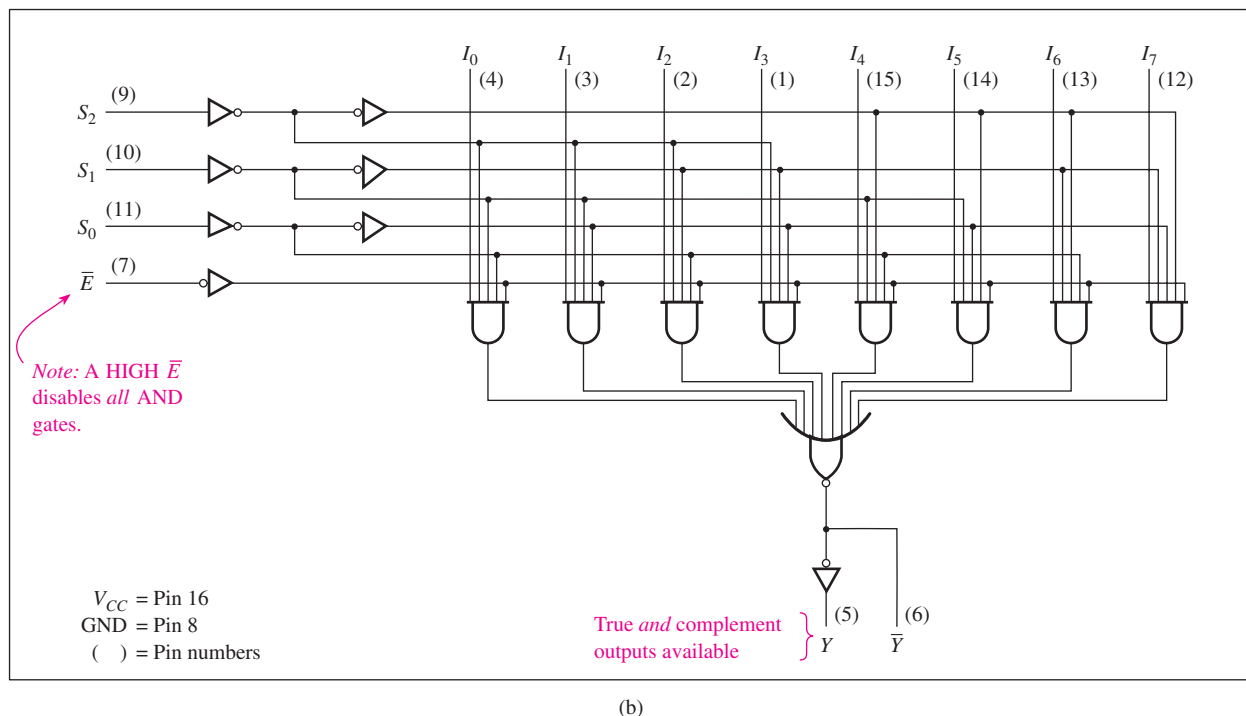 I0 I1 I2 I3 I4 I5 I6 I7
(4) (3) (2) (1) (15) (14) (13) (12)
(9)
S2
(10)
S1
(11)
S0
(7)
E̅
Note: A HIGH E̅
disables all AND
gates.
VCC = Pin 16
GND = Pin 8
( ) = Pin numbers
True and complement
outputs available
(5) (6)
Y Y̅
(b)